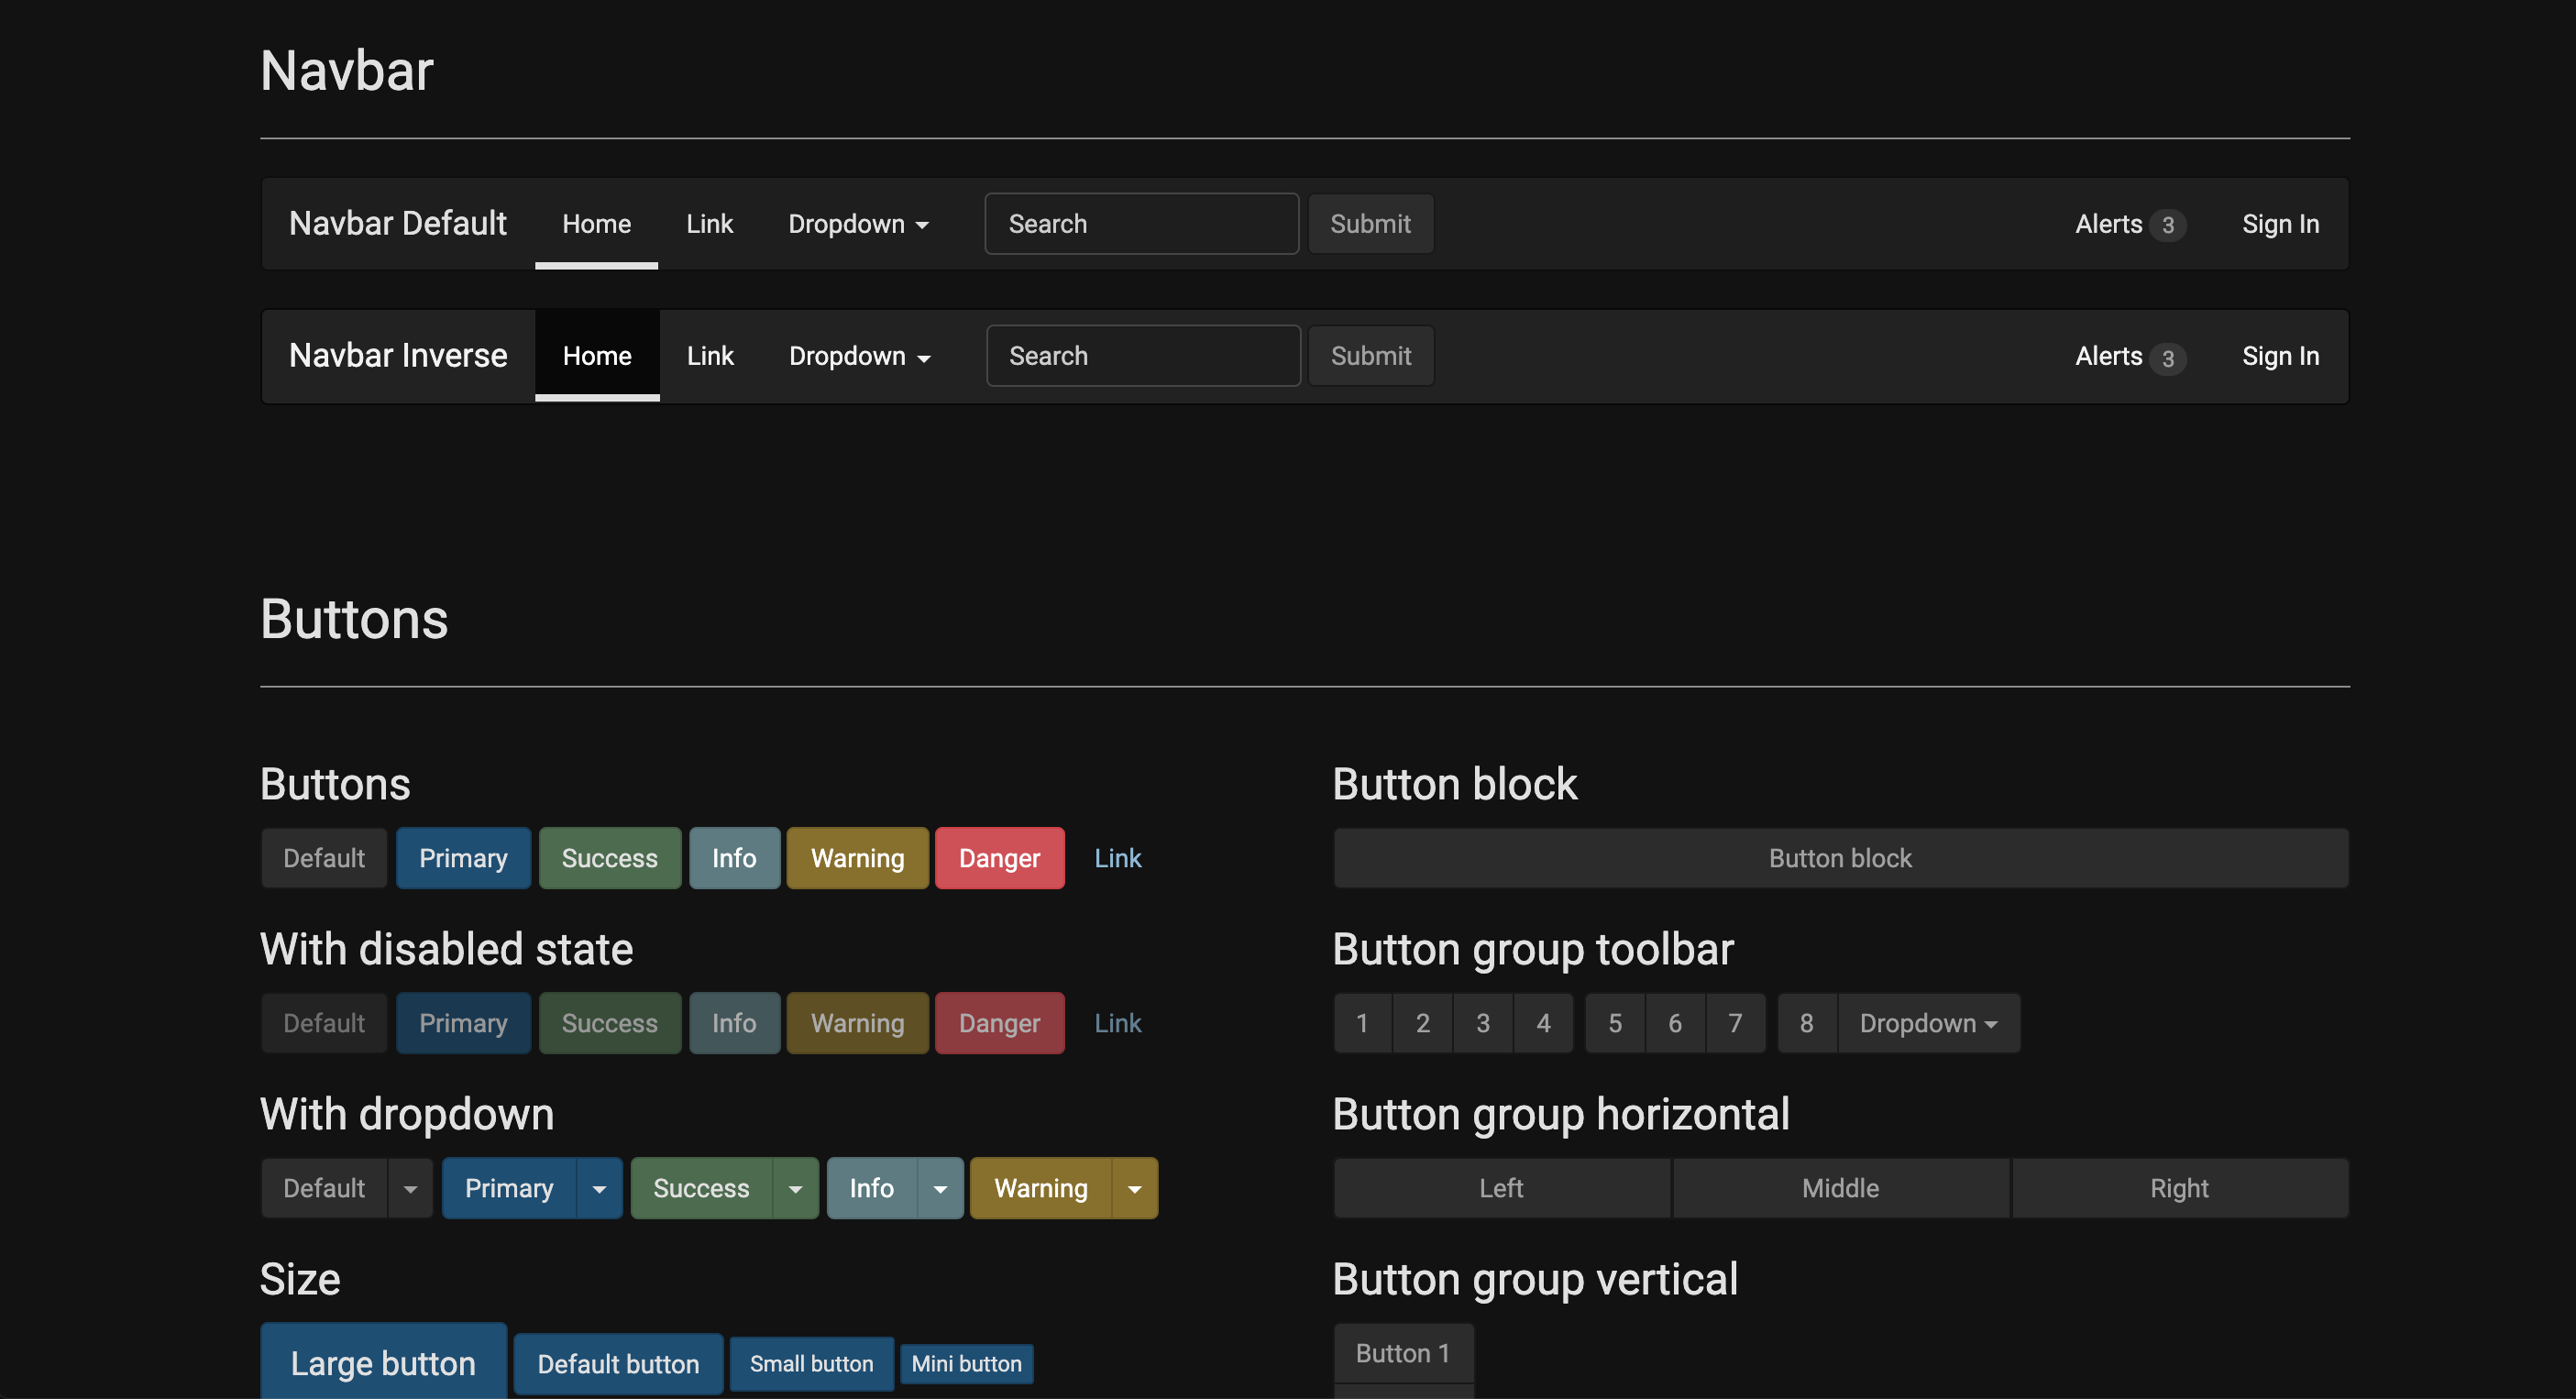 Navbar
Navbar Default Home Link Dropdown Search Submit Alerts 3 Sign In
Navbar Inverse Home Link Dropdown Search Submit Alerts 3 Sign In
Buttons
Buttons
Default Primary Success Info Warning Danger Link
With disabled state
Default Primary Success Info Warning Danger Link
With dropdown
Default Primary Success Info Warning
Size
Large button Default button Small button Mini button
Button block
Button block
Button group toolbar
1 2 3 4 5 6 7 8 Dropdown
Button group horizontal
Left Middle Right
Button group vertical
Button 1